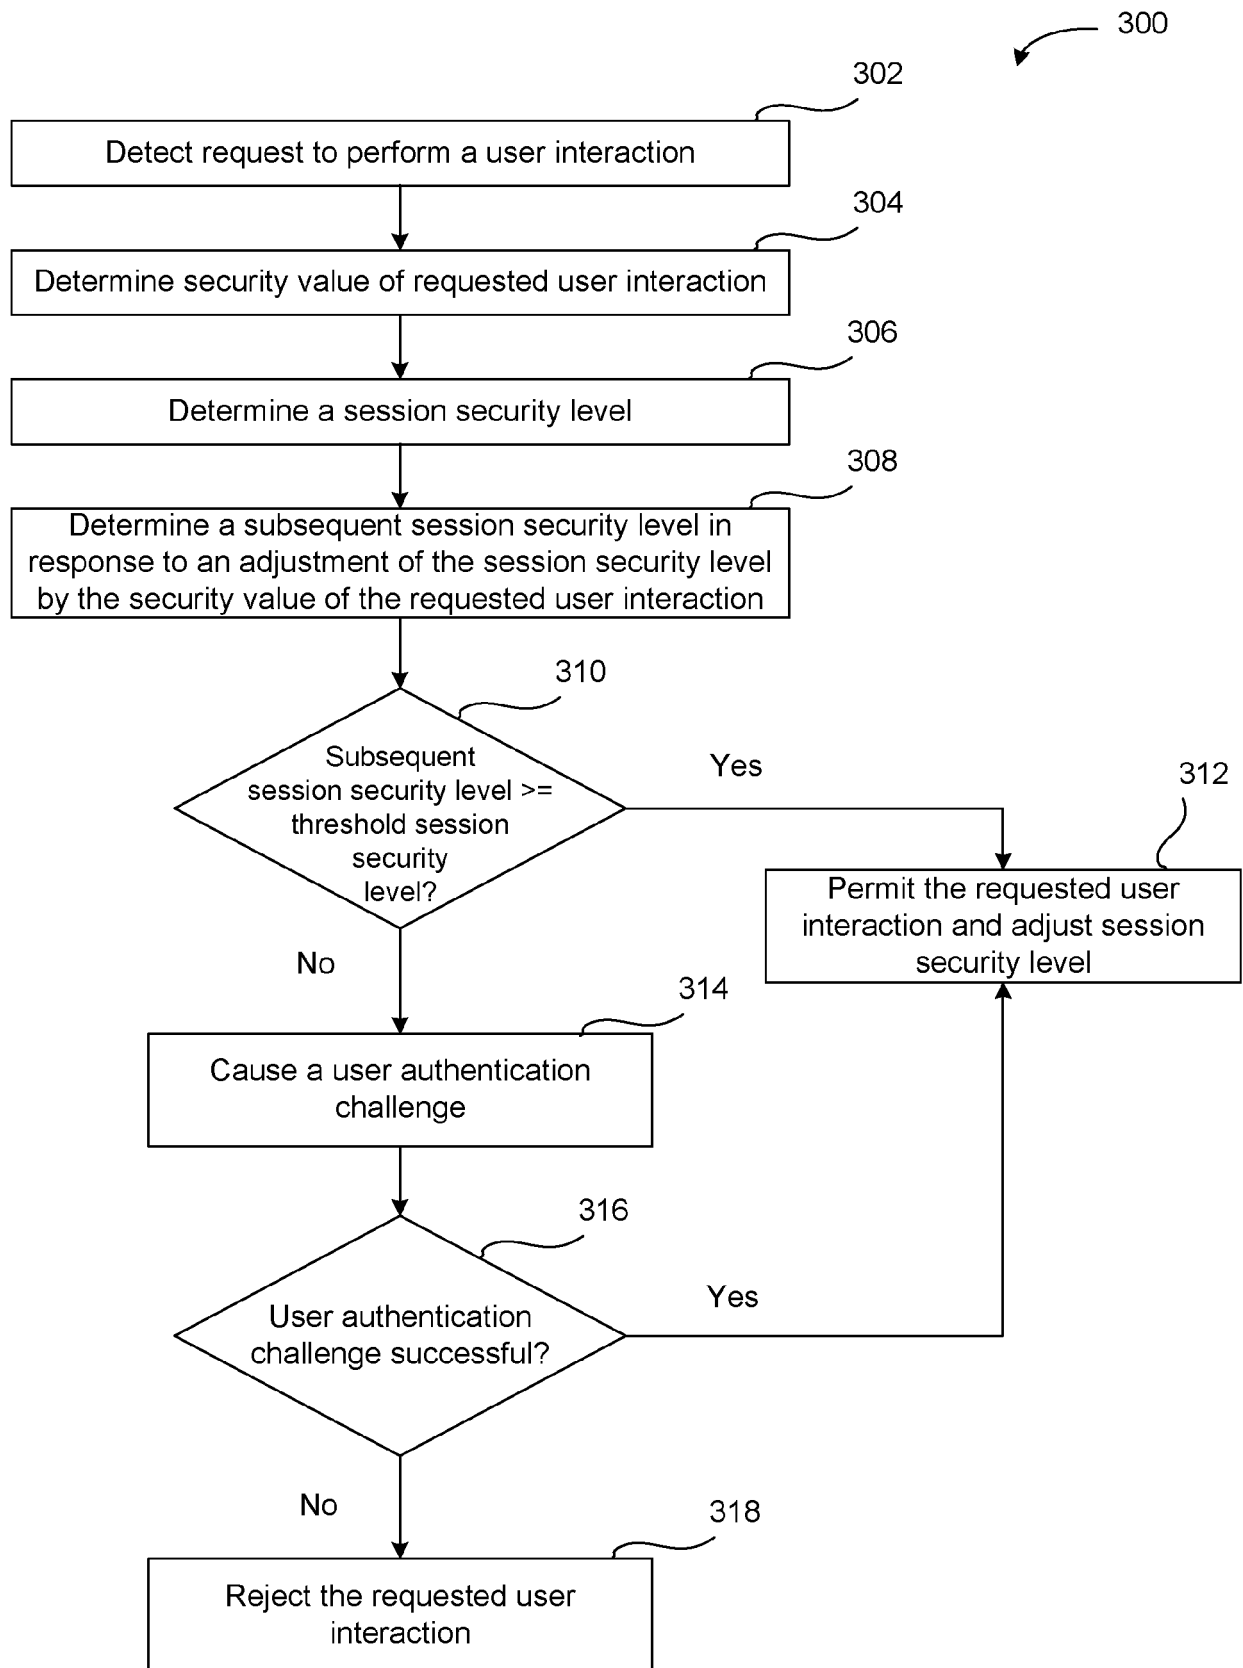 300
302
Detect request to perform a user interaction
304
Determine security value of requested user interaction
306
Determine a session security level
308
Determine a subsequent session security level in
response to an adjustment of the session security level
by the security value of the requested user interaction
310
Subsequent
session security level >=
threshold session
security
level?
Yes
312
Permit the requested user
interaction and adjust session
security level
No
314
Cause a user authentication
challenge
316
User authentication
challenge successful?
Yes
No
318
Reject the requested user
interaction